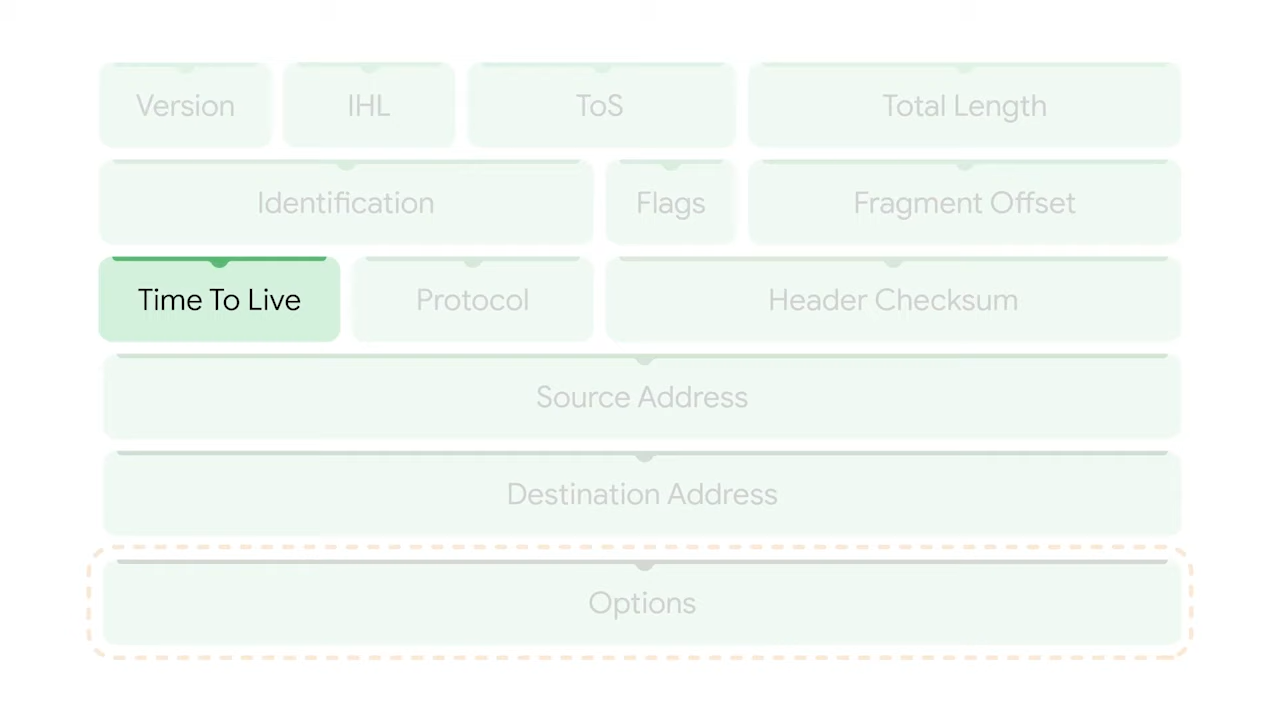 Version IHL ToS Total Length
Identification Flags Fragment Offset
Time To Live Protocol Header Checksum
Source Address
Destination Address
Options